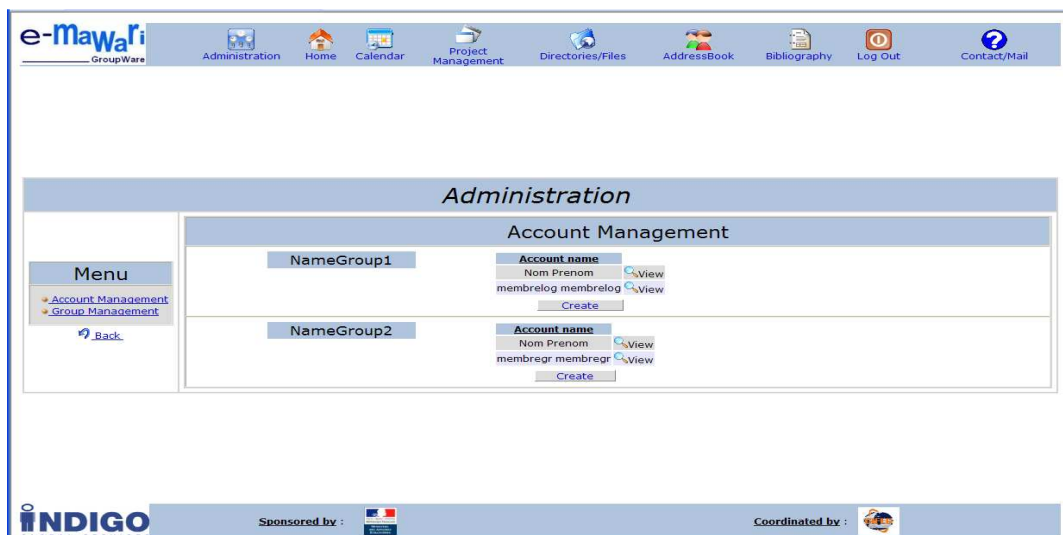 e-mawari
GroupWare
Administration
Home
Calendar
Project
Management
Directories/Files
AddressBook
Bibliography
Log Out
Contact/Mail
Administration
Account Management
Menu
Account Management
Group Management
Back
NameGroup1
Account name
Nom Prenom View
membrelog membrelog View
Create
NameGroup2
Account name
Nom Prenom View
membregr membregr View
Create
INDIGO
Sponsored by :
Coordinated by :